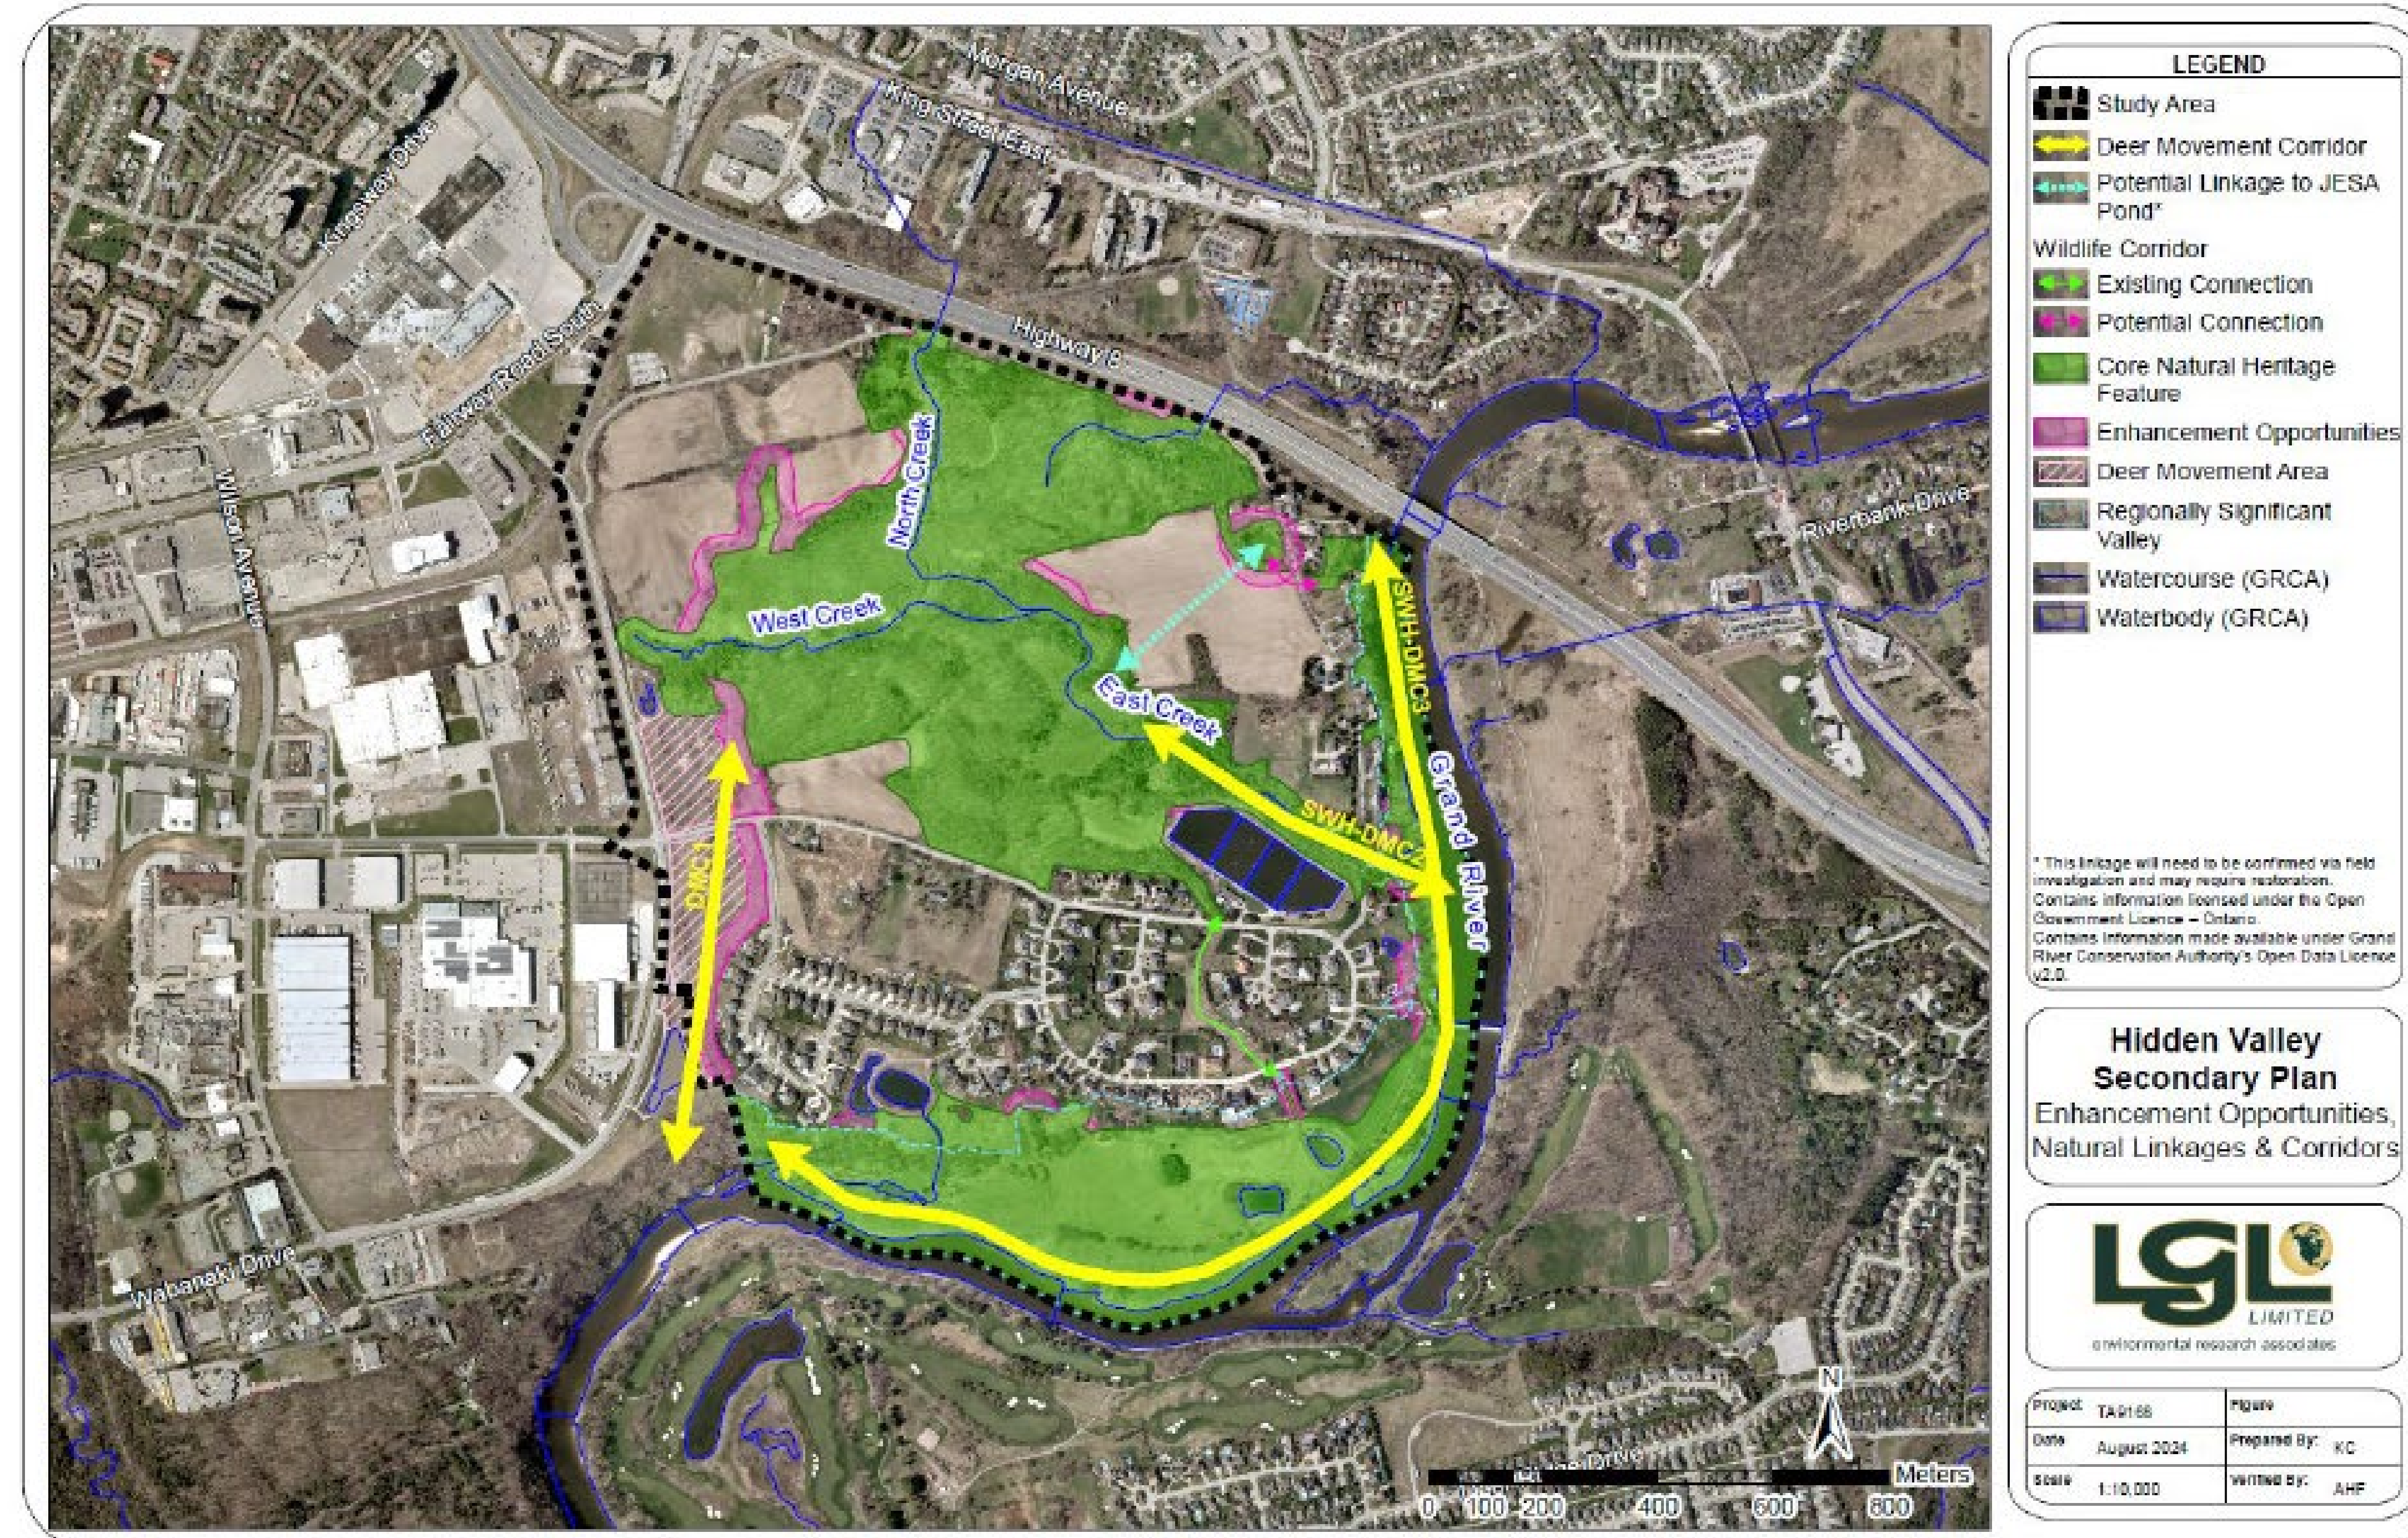 Morgan Avenue
King Street East
Kingsway Drive
Fairway Road South
Highway 8
Wilson Avenue
North Creek
Riverbank Drive
West Creek
East Creek
SWH-DMC3
Grand River
SWH-DMC2
DMC1
Wabanaki Drive
Drive
N
Meters
0 100 200 400 600 800
LEGEND
Study Area
Deer Movement Corridor
Potential Linkage to JESA
Pond*
Wildlife Corridor
Existing Connection
Potential Connection
Core Natural Heritage
Feature
Enhancement Opportunities
Deer Movement Area
Regionally Significant
Valley
Watercourse (GRCA)
Waterbody (GRCA)
* This linkage will need to be confirmed via field
investigation and may require restoration.
Contains information licensed under the Open
Government Licence – Ontario.
Contains information made available under Grand
River Conservation Authority's Open Data Licence
v2.0.
Hidden Valley
Secondary Plan
Enhancement Opportunities,
Natural Linkages & Corridors
LGL
LIMITED
environmental research associates
Project TA9168 Figure
Date August 2024 Prepared By: KC
Scale 1:10,000 Verified By: AHF